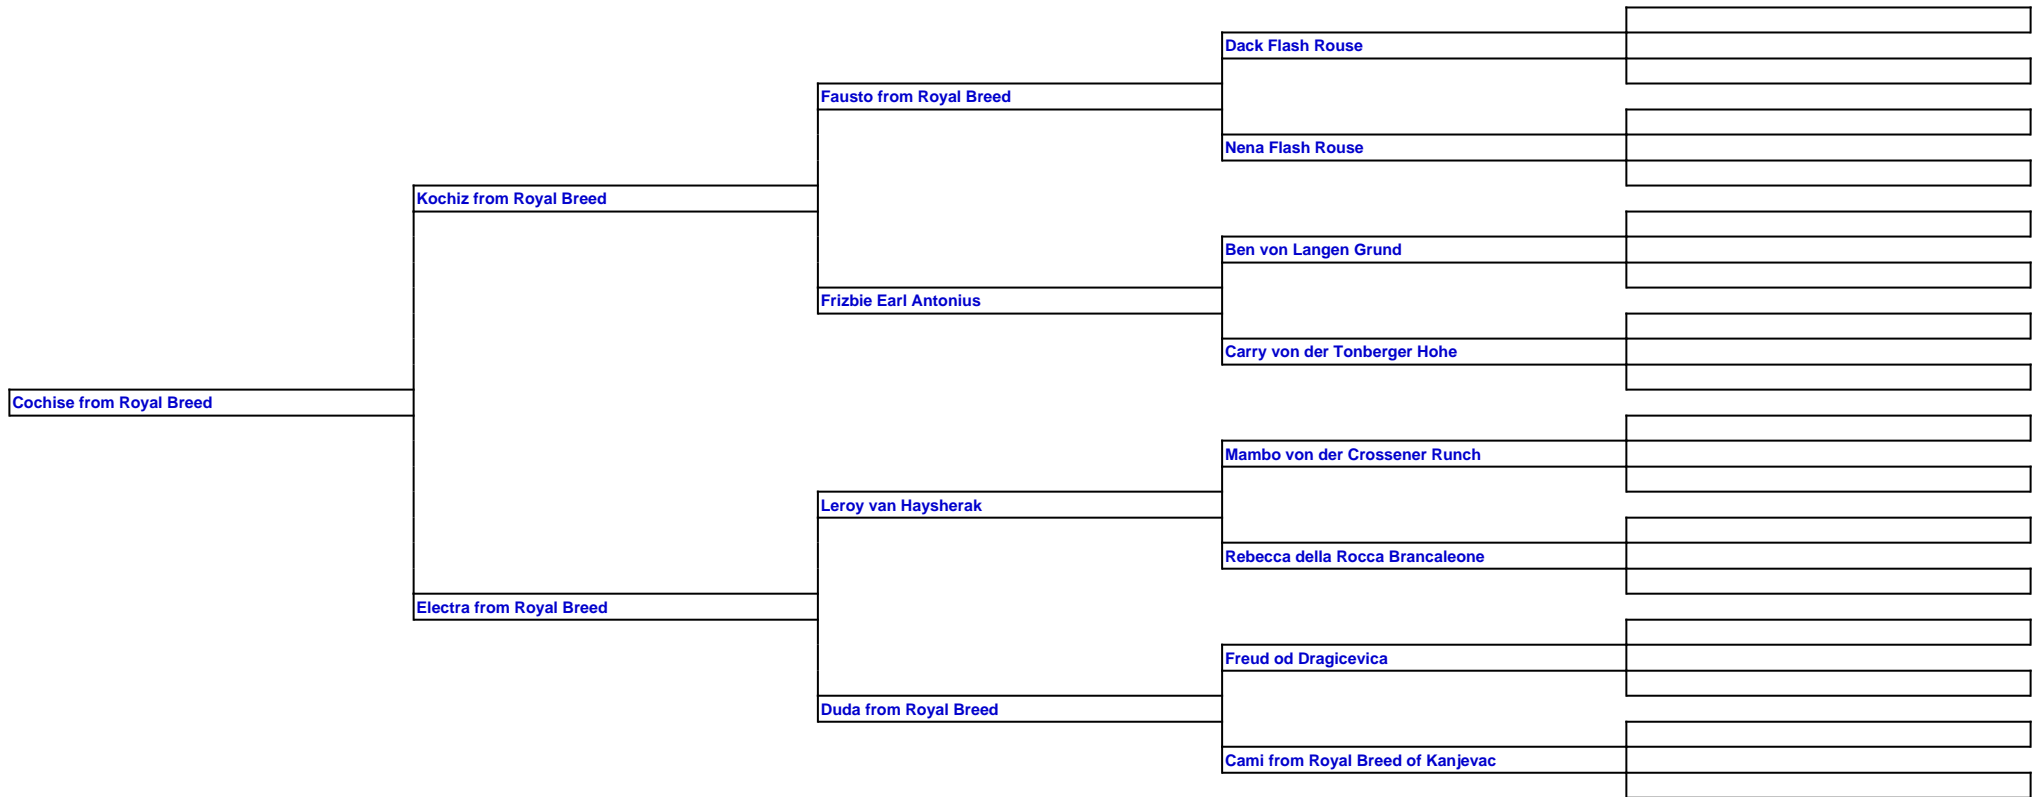 Dack Flash Rouse
Fausto from Royal Breed
Nena Flash Rouse
Kochiz from Royal Breed
Ben von Langen Grund
Frizbie Earl Antonius
Carry von der Tonberger Hohe
Cochise from Royal Breed
Mambo von der Crossener Runch
Leroy van Haysherak
Rebecca della Rocca Brancaleone
Electra from Royal Breed
Freud od Dragicevica
Duda from Royal Breed
Cami from Royal Breed of Kanjevac